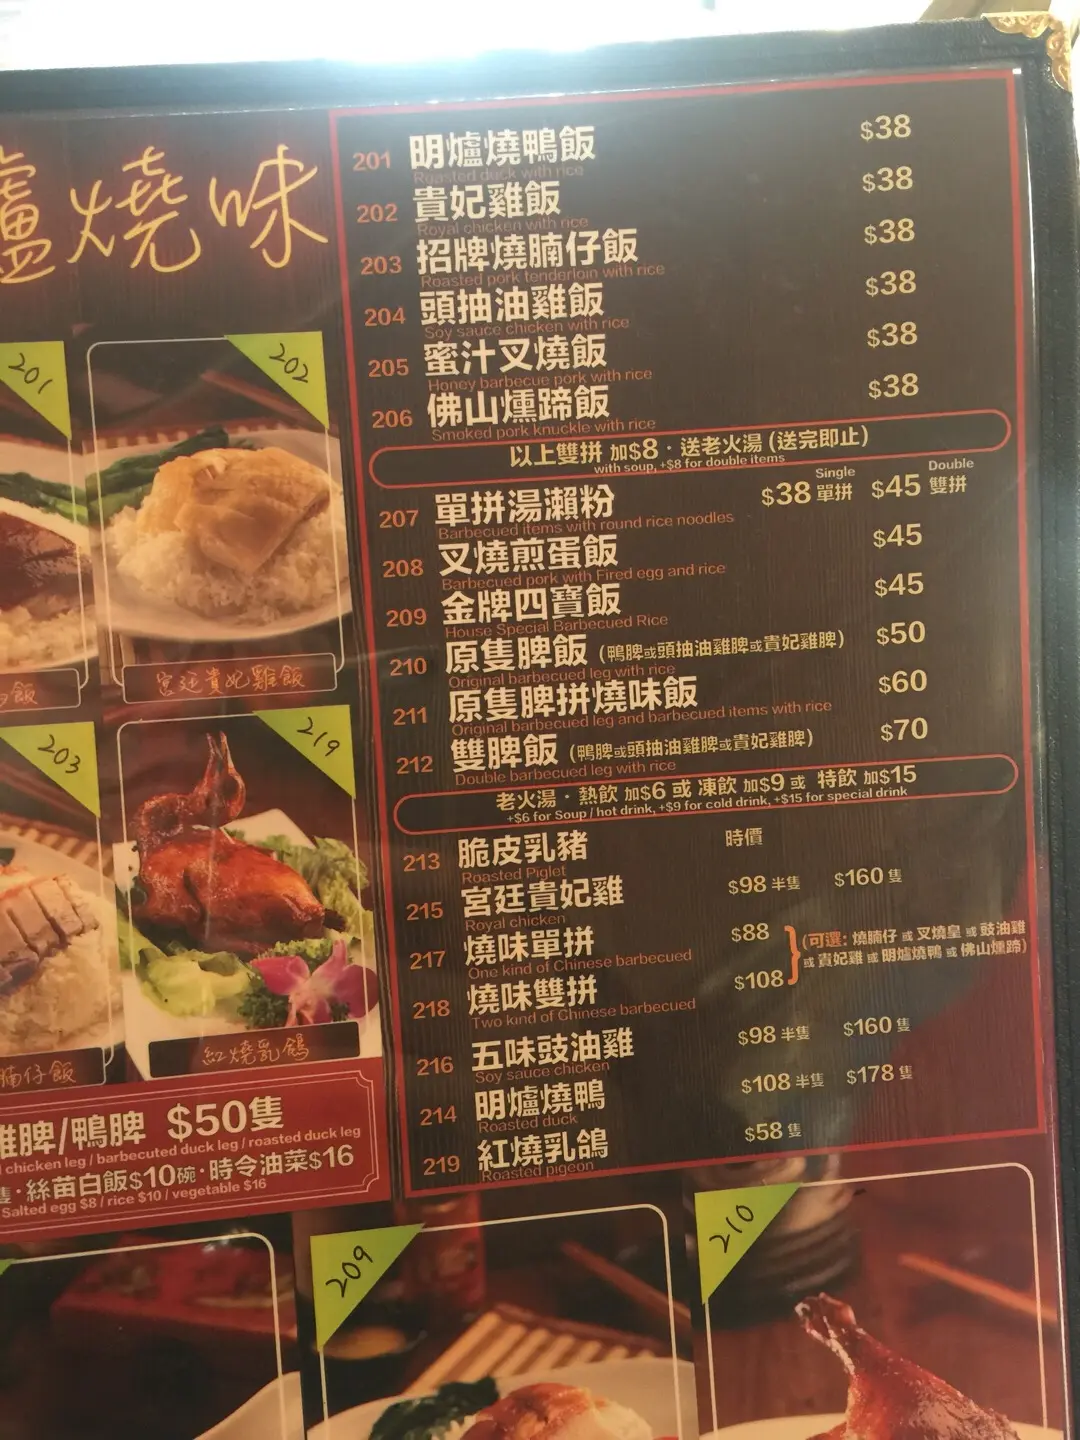 爐燒味
201 明爐燒鴨飯 $38
Roasted duck with rice
202 貴妃雞飯 $38
Royal chicken with rice
203 招牌燒腩仔飯 $38
Roasted pork tenderloin with rice
204 頭抽油雞飯 $38
Soy sauce chicken with rice
205 蜜汁叉燒飯 $38
Honey barbecue pork with rice
206 佛山燻蹄飯 $38
Smoked pork knuckle with rice
以上雙拼 加$8・送老火湯 (送完即止)
with soup, +$8 for double items
Single Double
207 單拼湯瀨粉 $38 單拼 $45 雙拼
Barbecued items with round rice noodles
208 叉燒煎蛋飯 $45
Barbecued pork with Fired egg and rice
209 金牌四寶飯 $45
House Special Barbecued Rice
210 原隻脾飯 (鴨脾或頭抽油雞脾或貴妃雞脾) $50
Original barbecued leg with rice
211 原隻脾拼燒味飯 $60
Original barbecued leg and barbecued items with rice
212 雙脾飯 (鴨脾或頭抽油雞脾或貴妃雞脾) $70
Double barbecued leg with rice
老火湯・熱飲 加$6 或 凍飲 加$9 或 特飲 加$15
+$6 for Soup / hot drink, +$9 for cold drink, +$15 for special drink
213 脆皮乳豬 時價
Roasted Piglet
215 宮廷貴妃雞 $98 半隻 $160 隻
Royal chicken
217 燒味單拼 $88
One kind of Chinese barbecued
218 燒味雙拼 $108
Two kind of Chinese barbecued
(可選: 燒腩仔 或 叉燒皇 或 豉油雞
或 貴妃雞 或 明爐燒鴨 或 佛山燻蹄)
216 五味豉油雞 $98 半隻 $160 隻
Soy sauce chicken
214 明爐燒鴨 $108 半隻 $178 隻
Roasted duck
219 紅燒乳鴿 $58 隻
Roasted pigeon
201
202
飯
宮廷貴妃雞飯
203
219
腩仔飯
紅燒乳鴿
雞脾/鴨脾 $50隻
chicken leg / barbecuted duck leg / roasted duck leg
隻・絲苗白飯$10碗・時令油菜$16
Salted egg $8 / rice $10 / vegetable $16
209
210